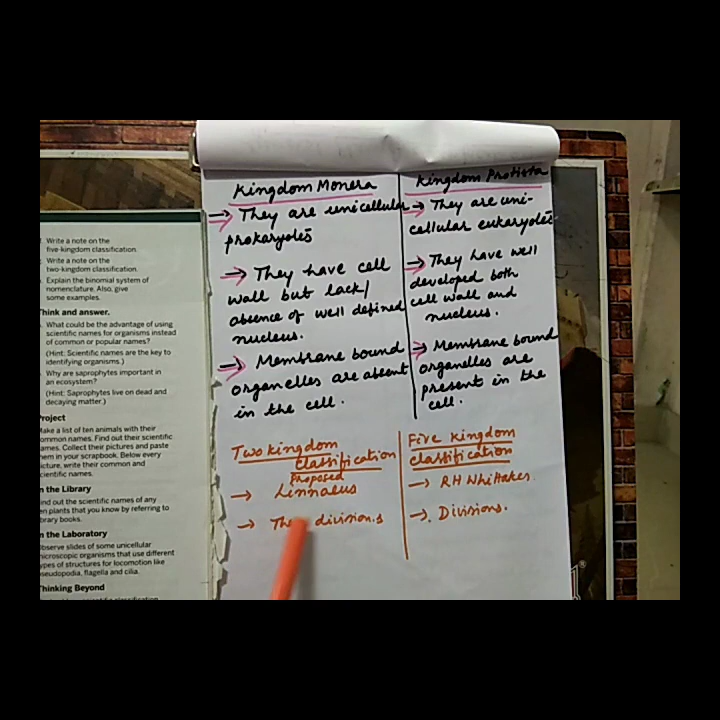 Write a note on the
five-kingdom classification.
Write a note on the
two-kingdom classification.
Explain the binomial system of
nomenclature. Also, give
some examples.
Think and answer.
What could be the advantage of using
scientific names for organisms instead
of common or popular names?
(Hint: Scientific names are the key to
identifying organisms.)
Why are saprophytes important in
an ecosystem?
(Hint: Saprophytes live on dead and
decaying matter.)
Project
Make a list of ten animals with their
common names. Find out their scientific
names. Collect their pictures and paste
them in your scrapbook. Below every
picture, write their common and
scientific names.
In the Library
Find out the scientific names of any
ten plants that you know by referring to
library books.
In the Laboratory
Observe slides of some unicellular
microscopic organisms that use different
types of structures for locomotion like
pseudopodia, flagella and cilia.
Thinking Beyond
Kingdom Monera
→ They are unicellular
prokaryotes
→ They have cell
wall but lack/
absence of well defined
nucleus.
→ Membrane bound
organelles are absent
in the cell.
Kingdom Protista
→ They are uni-
cellular eukaryotes
→ They have well
developed both
cell wall and
nucleus.
→ Membrane bound
organelles are
present in the
cell.
Two kingdom
classification
Proposed
→ Linnaeus
→ divisions
Five Kingdom
classification
→ RH Whittaker.
→ Divisions.